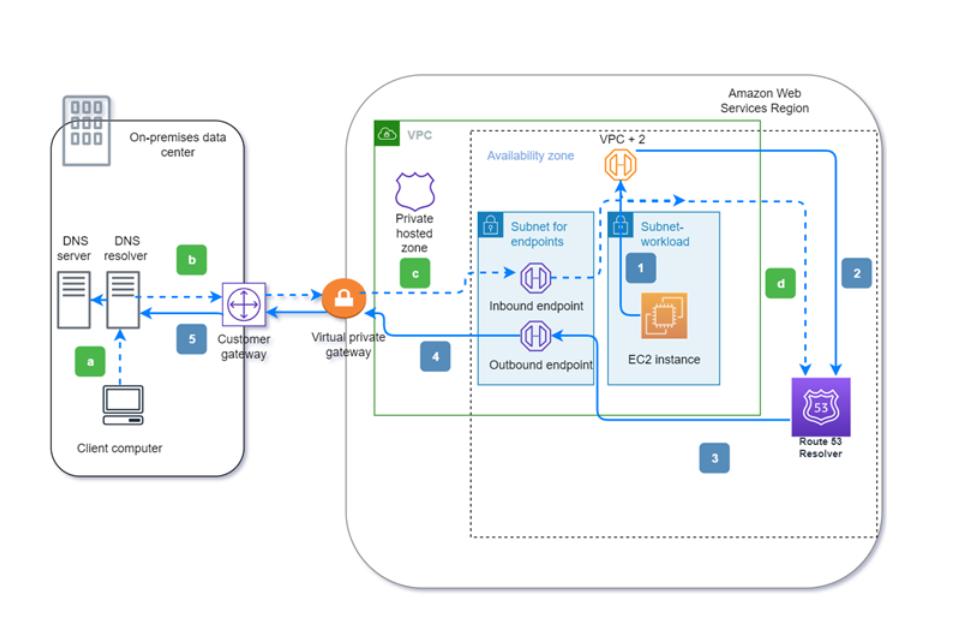 Amazon Web
Services Region
On-premises data
center
VPC
VPC + 2
Availability zone
Private
hosted
zone
Subnet for
endpoints
Subnet-
workload
DNS
server
DNS
resolver
b
c
1
d
2
Inbound endpoint
Customer
gateway
Virtual private
gateway
5
4
a
Outbound endpoint
EC2 instance
53
Route 53
Resolver
Client computer
3